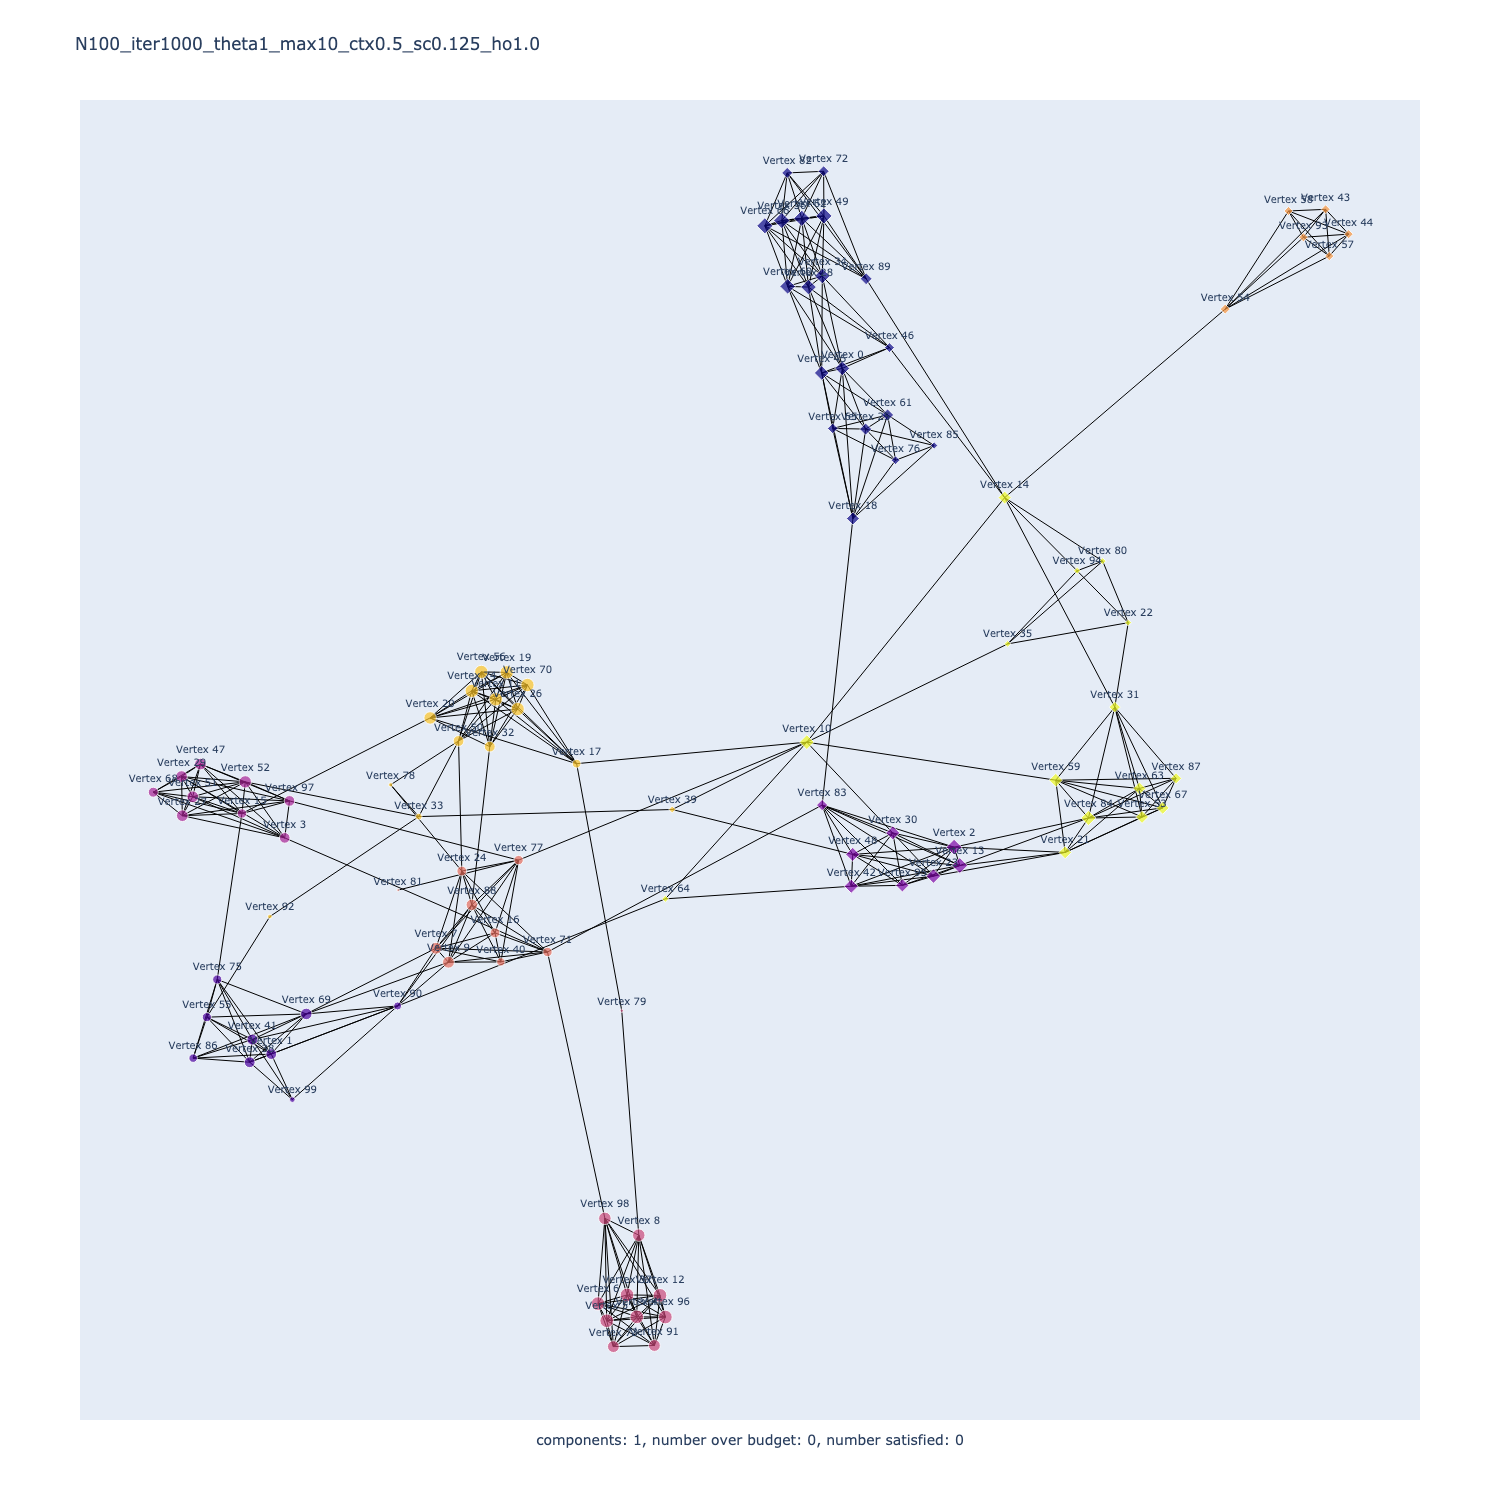 N100_iter1000_theta1_max10_ctx0.5_sc0.125_ho1.0
Vertex 82
Vertex 72
Vertex 49
Vertex 89
Vertex 46
Vertex 0
Vertex 61
Vertex 85
Vertex 76
Vertex 18
Vertex 58
Vertex 43
Vertex 93
Vertex 44
Vertex 57
Vertex 54
Vertex 14
Vertex 80
Vertex 94
Vertex 22
Vertex 35
Vertex 31
Vertex 10
Vertex 59
Vertex 63
Vertex 87
Vertex 67
Vertex 84
Vertex 21
Vertex 56
Vertex 19
Vertex 70
Vertex 26
Vertex 20
Vertex 32
Vertex 17
Vertex 78
Vertex 33
Vertex 39
Vertex 47
Vertex 52
Vertex 97
Vertex 3
Vertex 83
Vertex 30
Vertex 2
Vertex 48
Vertex 13
Vertex 42
Vertex 64
Vertex 77
Vertex 24
Vertex 81
Vertex 88
Vertex 16
Vertex 7
Vertex 9
Vertex 40
Vertex 71
Vertex 92
Vertex 75
Vertex 55
Vertex 69
Vertex 90
Vertex 41
Vertex 1
Vertex 86
Vertex 99
Vertex 79
Vertex 98
Vertex 8
Vertex 12
Vertex 6
Vertex 96
Vertex 91
components: 1, number over budget: 0, number satisfied: 0